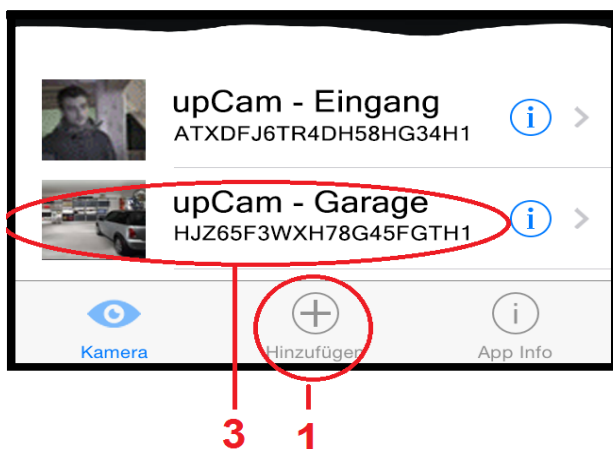 upCam - Eingang
ATXDFJ6TR4DH58HG34H1
upCam - Garage
HJZ65F3WXH78G45FGTH1
Kamera
Hinzufügen
App Info
3
1